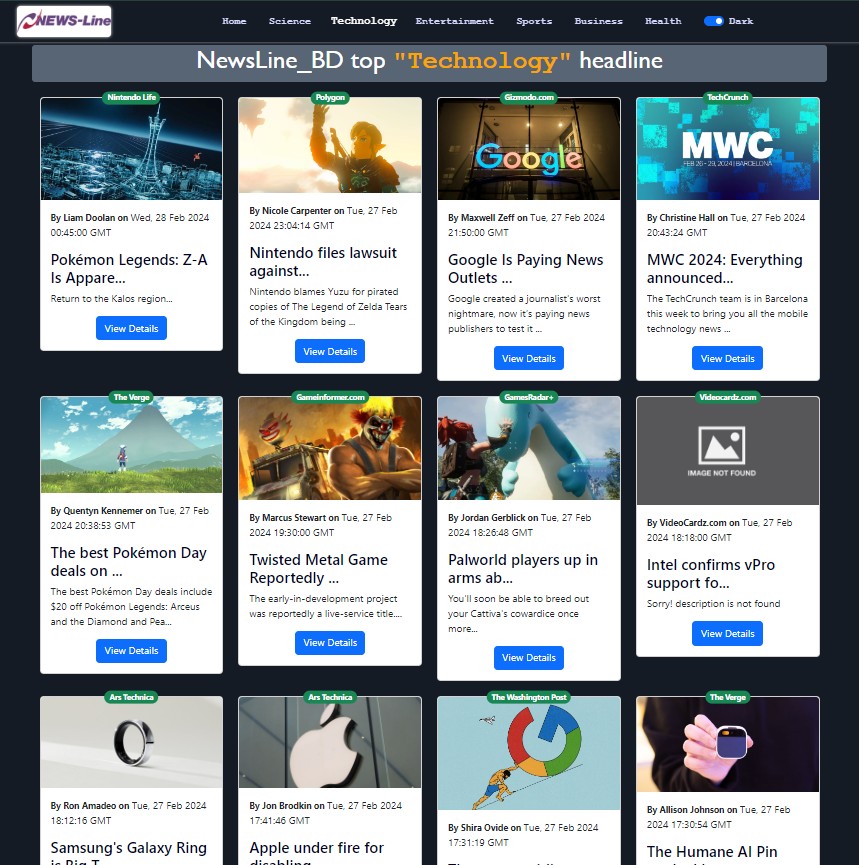 NEWS-Line
Home Science Technology Entertainment Sports Business Health Dark
NewsLine_BD top "Technology" headline
Nintendo Life
By Liam Doolan on Wed, 28 Feb 2024
00:45:00 GMT
Pokémon Legends: Z-A
Is Appare...
Return to the Kalos region...
View Details
Polygon
By Nicole Carpenter on Tue, 27 Feb
2024 23:04:14 GMT
Nintendo files lawsuit
against...
Nintendo blames Yuzu for pirated
copies of The Legend of Zelda Tears
of the Kingdom being ...
View Details
Gizmodo.com
Google
By Maxwell Zeff on Tue, 27 Feb 2024
21:50:00 GMT
Google Is Paying News
Outlets ...
Google created a journalist's worst
nightmare, now it's paying news
publishers to test it ...
View Details
TechCrunch
MWC
FEB 26 - 29, 2024 | BARCELONA
By Christine Hall on Tue, 27 Feb 2024
20:43:24 GMT
MWC 2024: Everything
announced...
The TechCrunch team is in Barcelona
this week to bring you all the mobile
technology news ...
View Details
The Verge
By Quentyn Kennemer on Tue, 27 Feb
2024 20:38:53 GMT
The best Pokémon Day
deals on ...
The best Pokémon Day deals include
$20 off Pokémon Legends: Arceus
and the Diamond and Pea...
View Details
Gameinformer.com
By Marcus Stewart on Tue, 27 Feb
2024 19:30:00 GMT
Twisted Metal Game
Reportedly ...
The early-in-development project
was reportedly a live-service title....
View Details
GamesRadar+
By Jordan Gerblick on Tue, 27 Feb
2024 18:26:48 GMT
Palworld players up in
arms ab...
You'll soon be able to breed out
your Cattiva's cowardice once
more...
View Details
Videocardz.com
IMAGE NOT FOUND
By VideoCardz.com on Tue, 27 Feb
2024 18:18:00 GMT
Intel confirms vPro
support fo...
Sorry! description is not found
View Details
Ars Technica
By Ron Amadeo on Tue, 27 Feb 2024
18:12:16 GMT
Samsung's Galaxy Ring
is Big T
Ars Technica
By Jon Brodkin on Tue, 27 Feb 2024
17:41:46 GMT
Apple under fire for
disabling
The Washington Post
By Shira Ovide on Tue, 27 Feb 2024
17:31:19 GMT
The Verge
By Allison Johnson on Tue, 27 Feb
2024 17:30:54 GMT
The Humane AI Pin